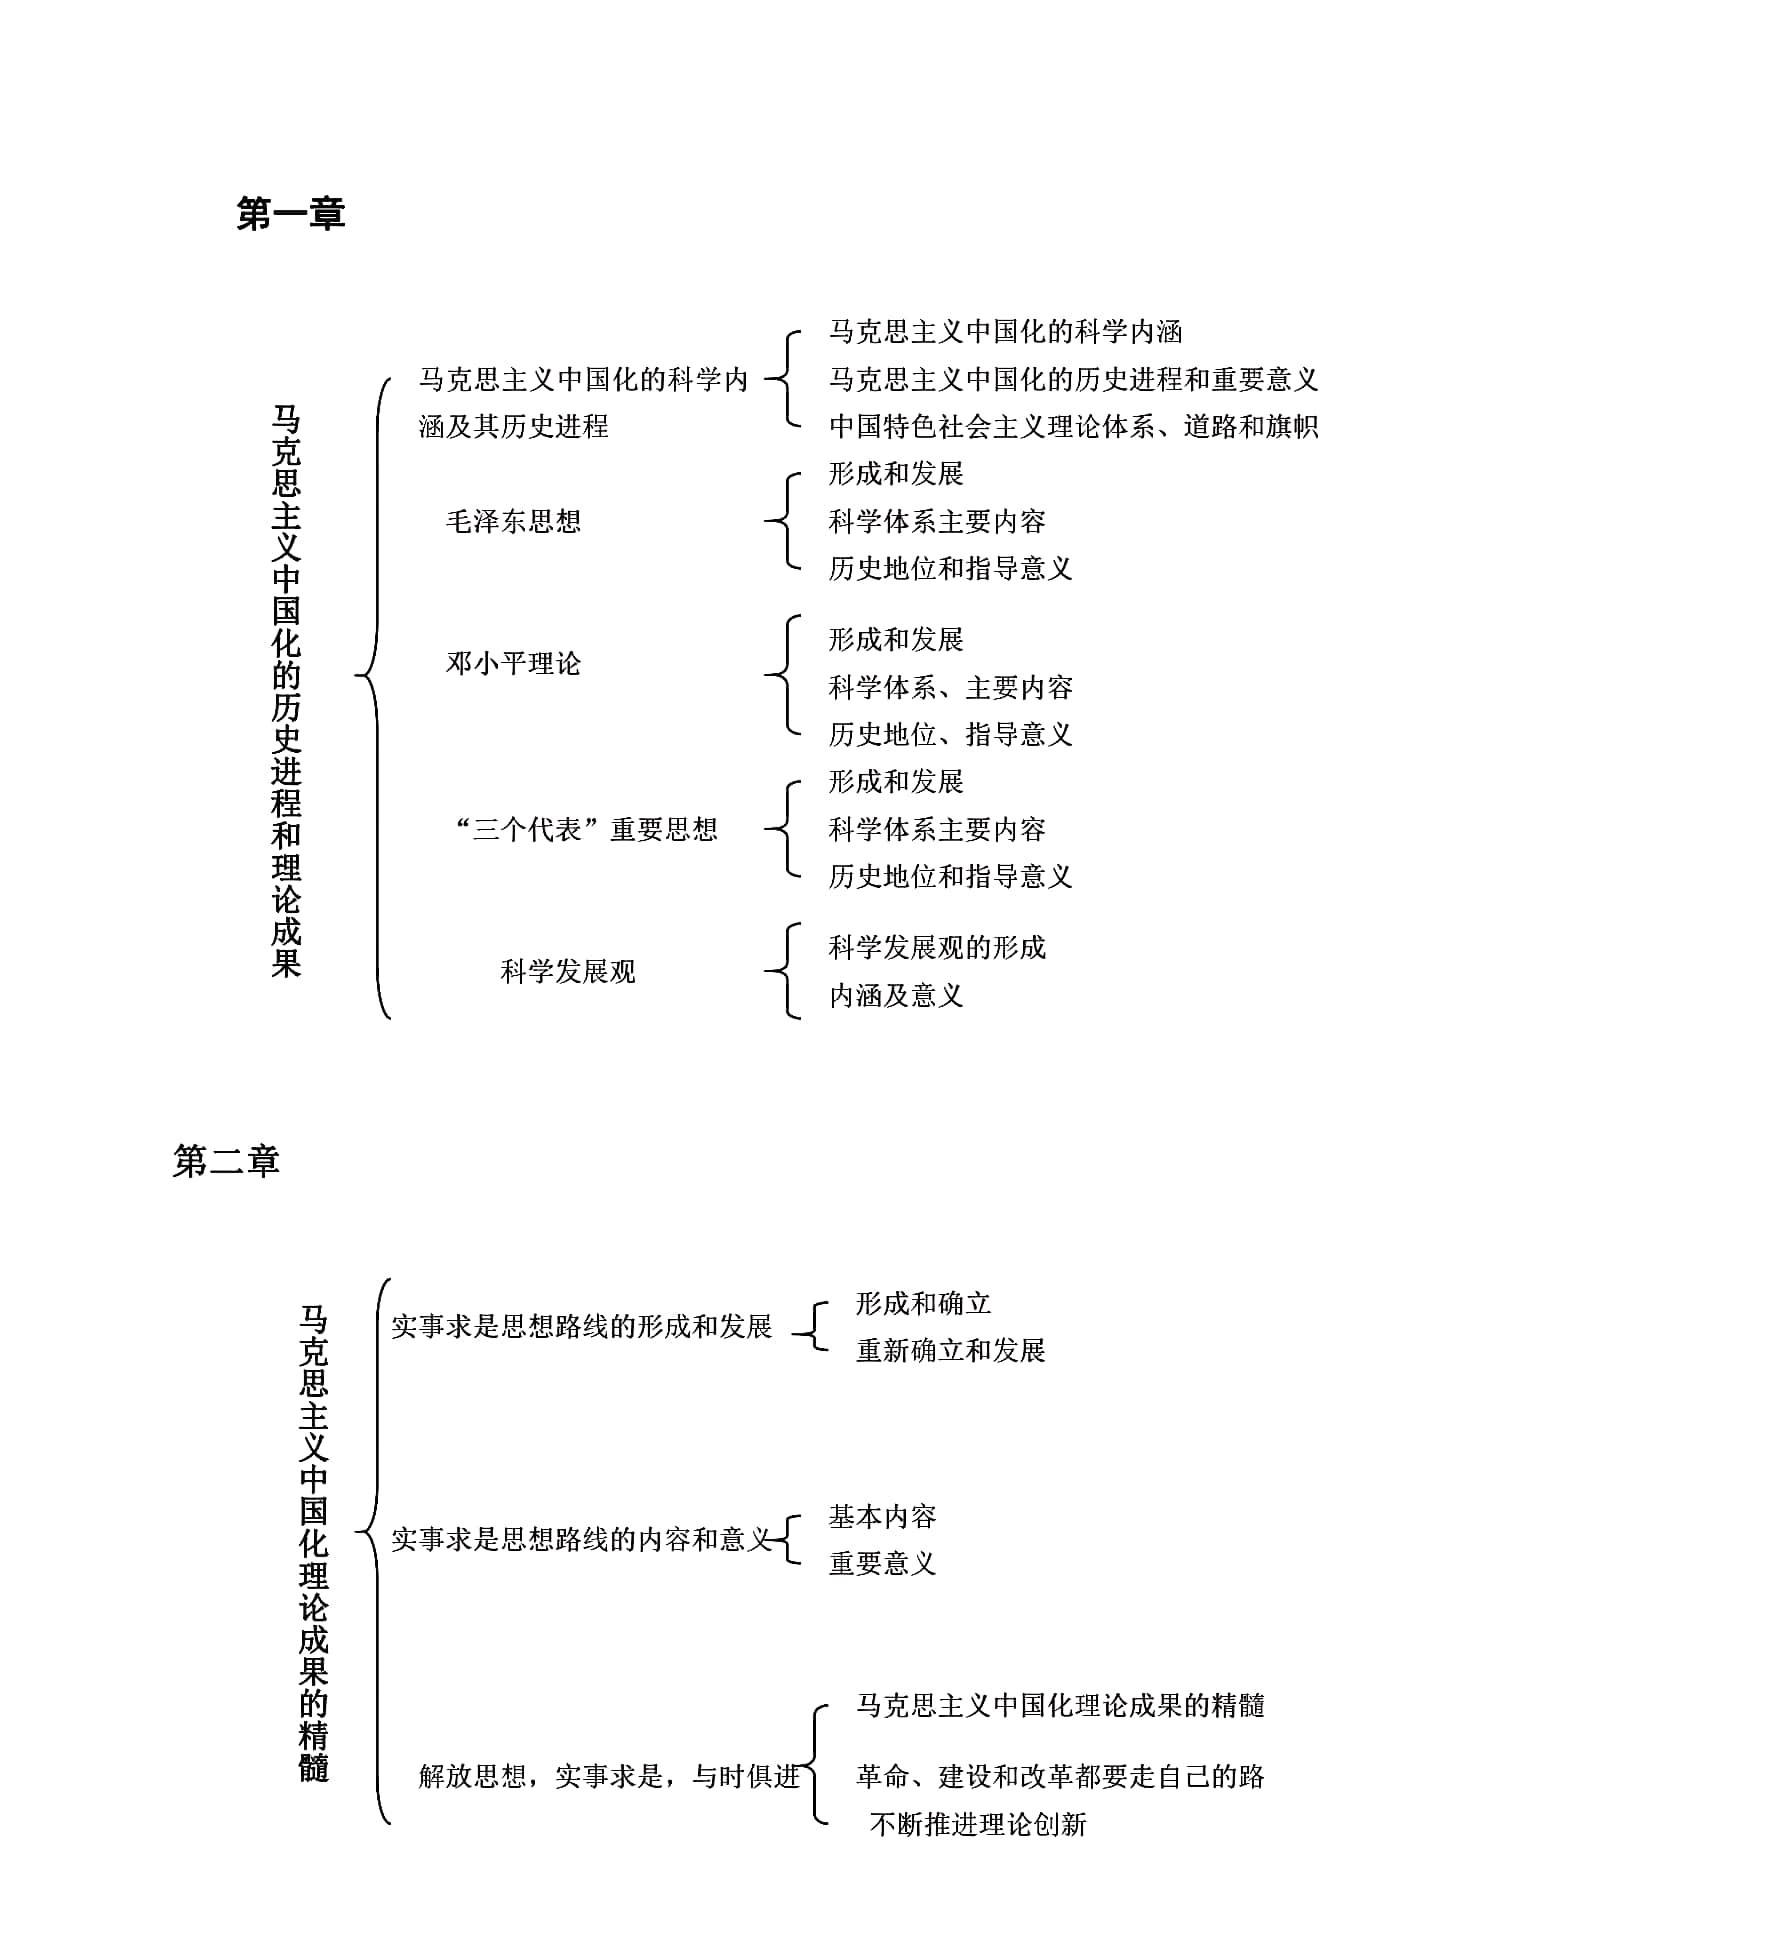 第一章
马克思主义中国化的历史进程和理论成果
马克思主义中国化的科学内
涵及其历史进程
马克思主义中国化的科学内涵
马克思主义中国化的历史进程和重要意义
中国特色社会主义理论体系、道路和旗帜
毛泽东思想
形成和发展
科学体系主要内容
历史地位和指导意义
邓小平理论
形成和发展
科学体系、主要内容
历史地位、指导意义
“三个代表”重要思想
形成和发展
科学体系主要内容
历史地位和指导意义
科学发展观
科学发展观的形成
内涵及意义
第二章
马克思主义中国化理论成果的精髓
实事求是思想路线的形成和发展
形成和确立
重新确立和发展
实事求是思想路线的内容和意义
基本内容
重要意义
解放思想，实事求是，与时俱进
马克思主义中国化理论成果的精髓
革命、建设和改革都要走自己的路
不断推进理论创新